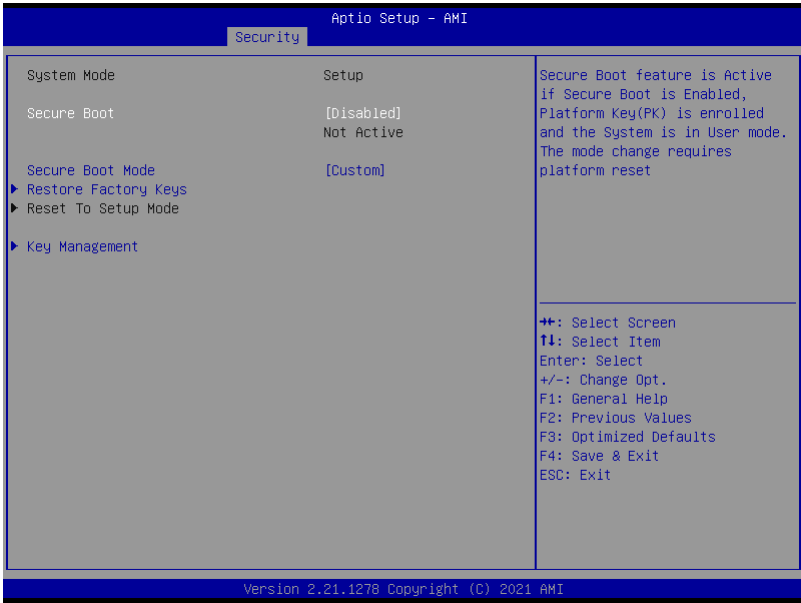 Aptio Setup – AMI
Security
System Mode Setup
Secure Boot [Disabled]
Not Active
Secure Boot Mode [Custom]
▶ Restore Factory Keys
▶ Reset To Setup Mode
▶ Key Management
Secure Boot feature is Active
if Secure Boot is Enabled,
Platform Key(PK) is enrolled
and the System is in User mode.
The mode change requires
platform reset
→←: Select Screen
↑↓: Select Item
Enter: Select
+/-: Change Opt.
F1: General Help
F2: Previous Values
F3: Optimized Defaults
F4: Save & Exit
ESC: Exit
Version 2.21.1278 Copyright (C) 2021 AMI